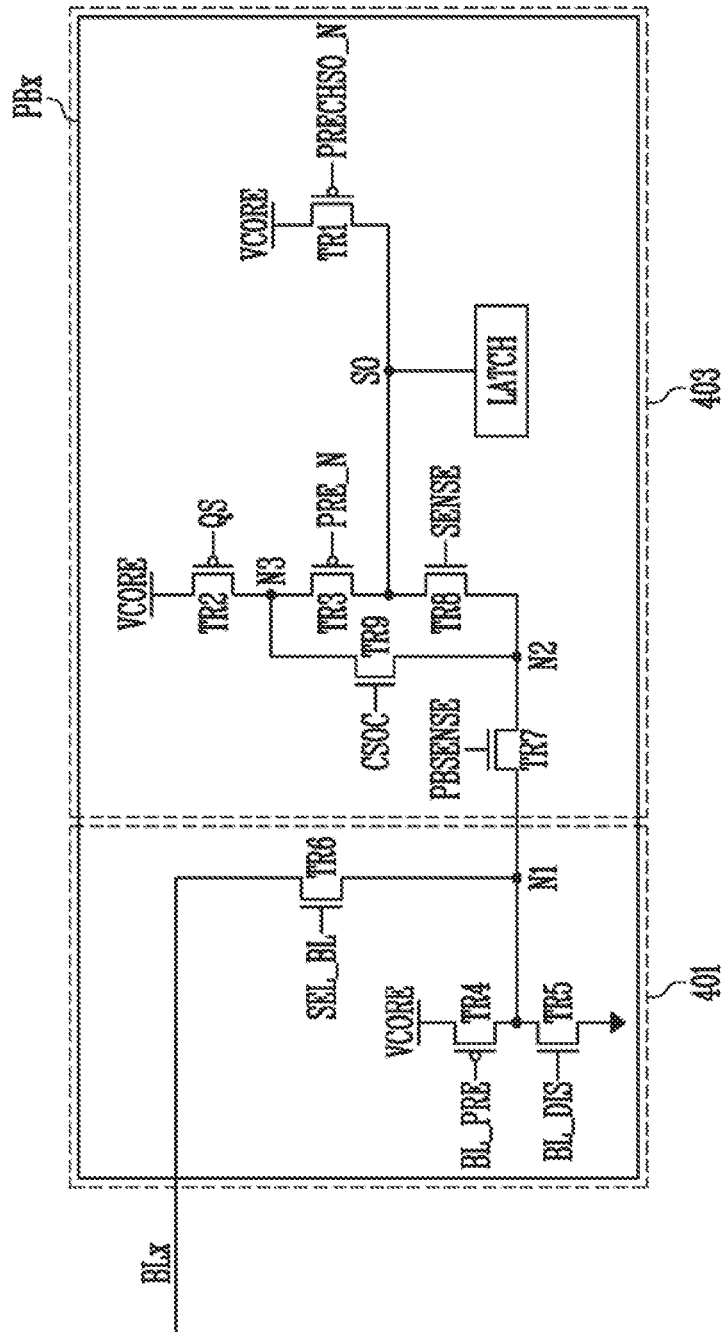 PBx
BLx
VCORE
QS
VCORE
PRECHSO_N
TR2
N3
TR1
SEL_BL
TR6
CSOC
TR9
TR3
PRE_N
SO
VCORE
PBSENSE
TR8
SENSE
LATCH
BL_PRE
TR4
N1
TR7
N2
BL_DIS
TR5
401
403